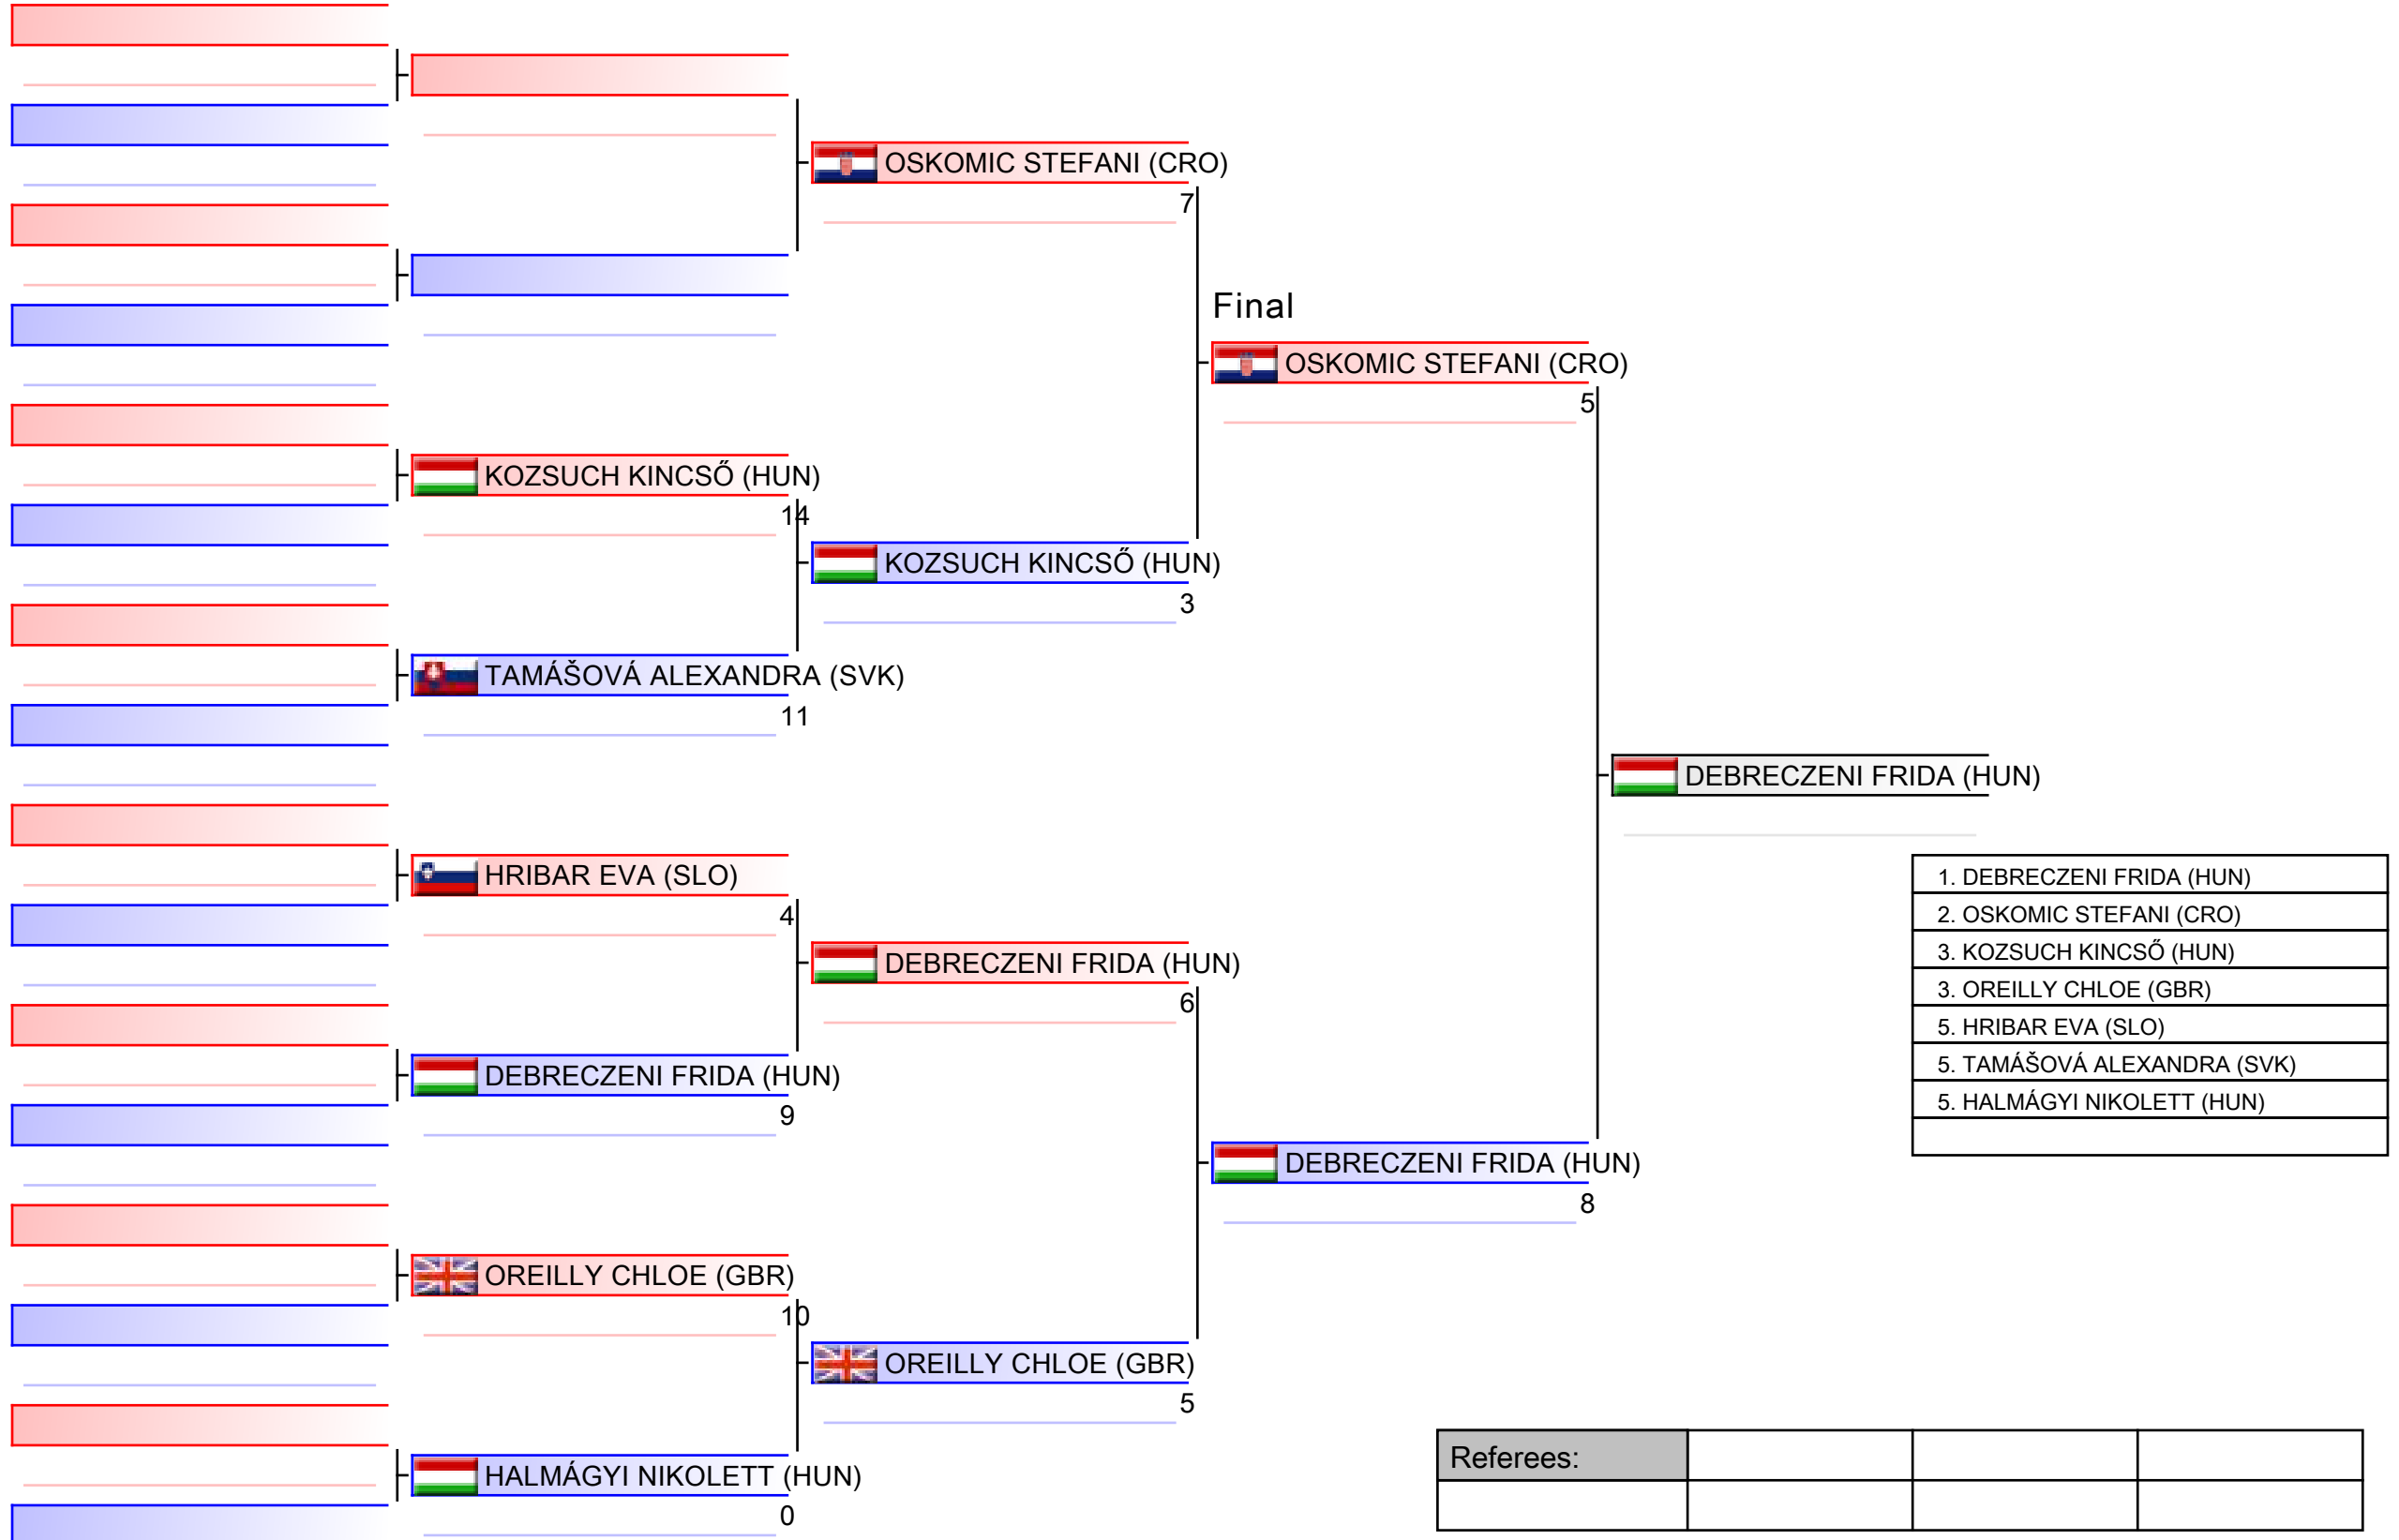 OSKOMIC STEFANI (CRO)
7
Final
OSKOMIC STEFANI (CRO)
5
KOZSUCH KINCSŐ (HUN)
14
KOZSUCH KINCSŐ (HUN)
3
TAMÁŠOVÁ ALEXANDRA (SVK)
11
DEBRECZENI FRIDA (HUN)
HRIBAR EVA (SLO)
4
DEBRECZENI FRIDA (HUN)
6
DEBRECZENI FRIDA (HUN)
9
DEBRECZENI FRIDA (HUN)
8
OREILLY CHLOE (GBR)
10
OREILLY CHLOE (GBR)
5
HALMÁGYI NIKOLETT (HUN)
0
1. DEBRECZENI FRIDA (HUN)
2. OSKOMIC STEFANI (CRO)
3. KOZSUCH KINCSŐ (HUN)
3. OREILLY CHLOE (GBR)
5. HRIBAR EVA (SLO)
5. TAMÁŠOVÁ ALEXANDRA (SVK)
5. HALMÁGYI NIKOLETT (HUN)
Referees: